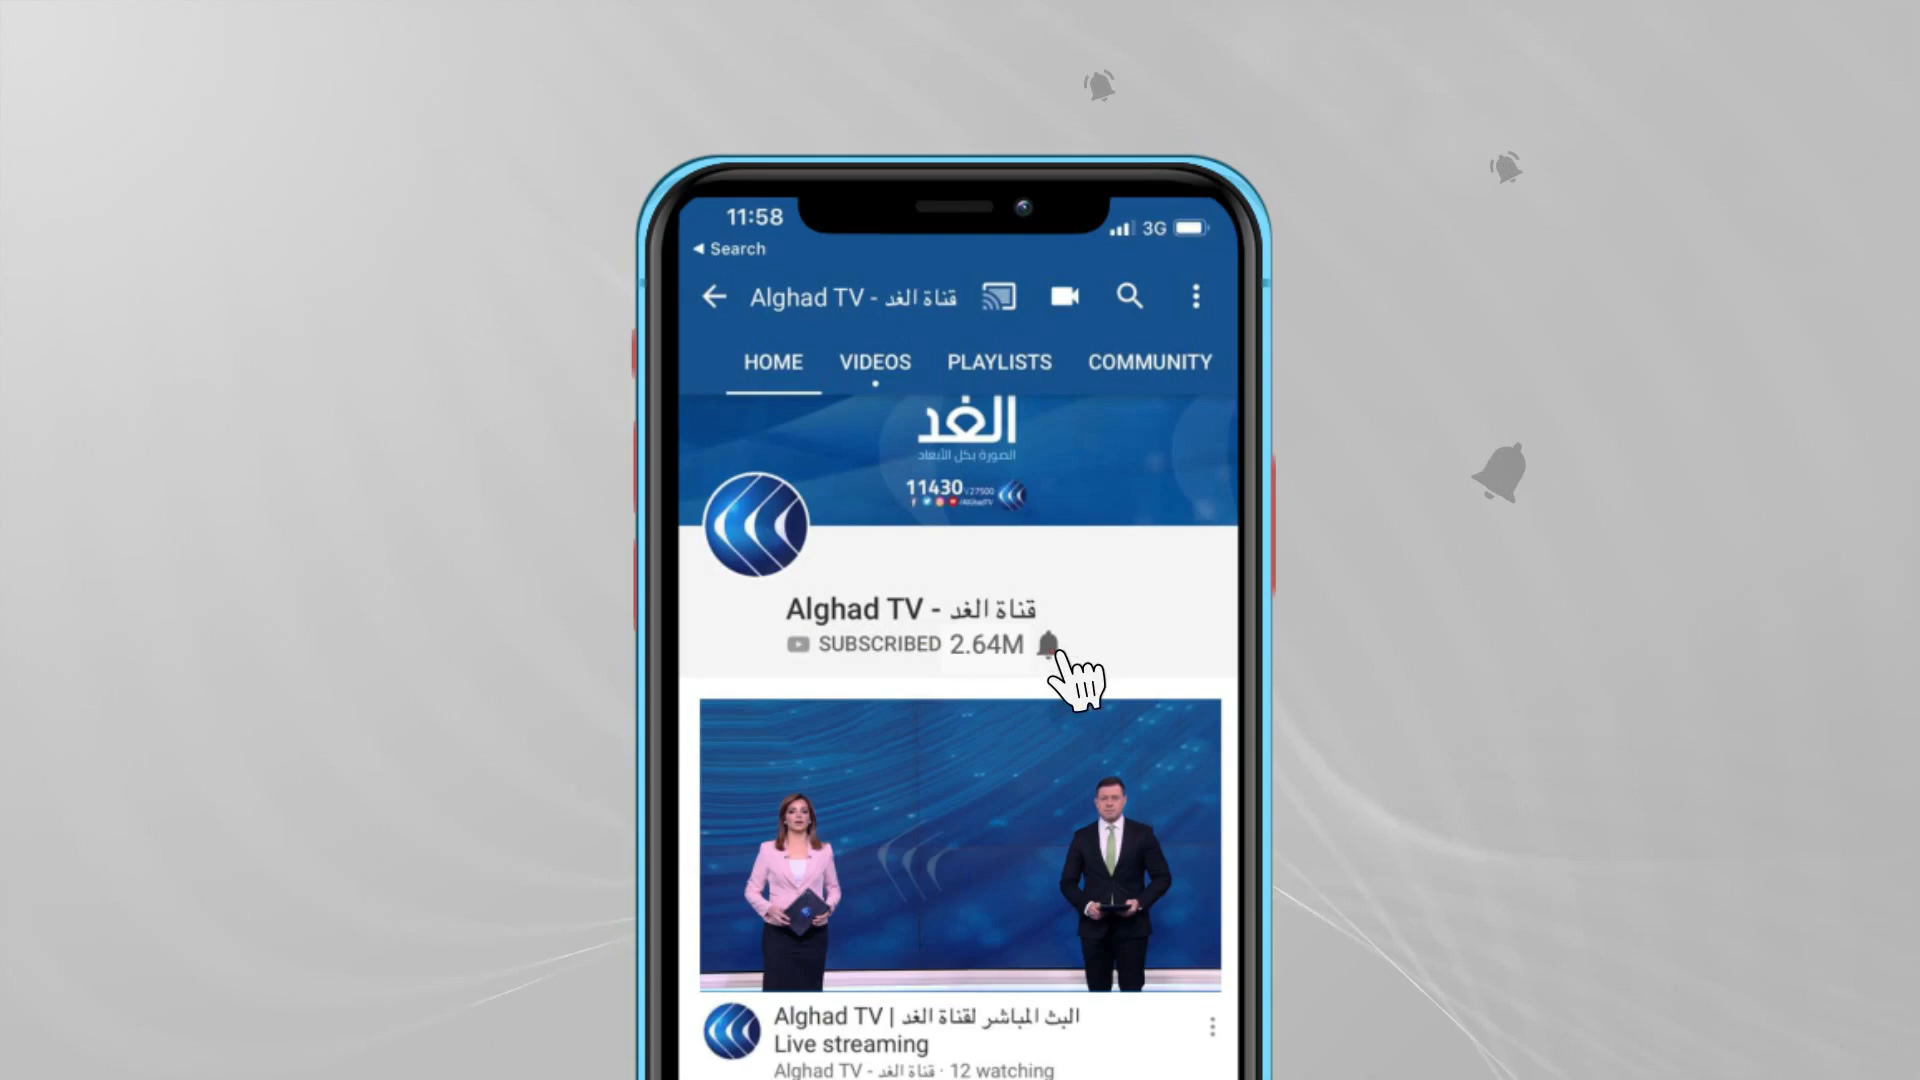 11:58
3G
Search
Alghad TV - قناة الغد
HOME VIDEOS PLAYLISTS COMMUNITY
الغد
الصورة بكل الأبعاد
11430 27500
AlGhadTV
Alghad TV - قناة الغد
SUBSCRIBED 2.64M
Alghad TV | البث المباشر لقناة الغد
Live streaming
Alghad TV - قناة الغد · 12 watching